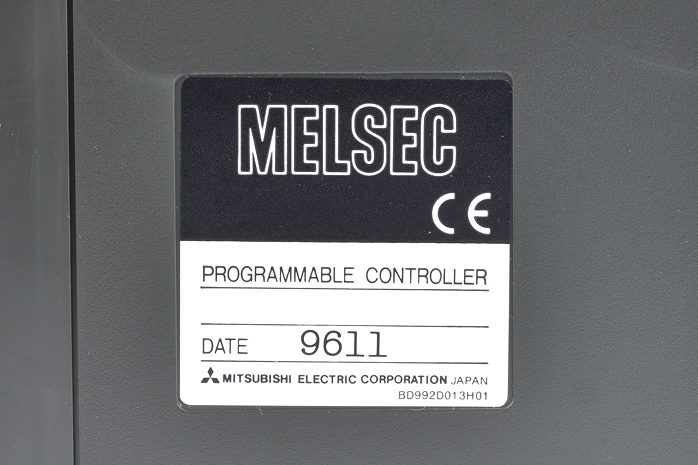 MELSEC
CE
PROGRAMMABLE CONTROLLER
DATE 9611
MITSUBISHI ELECTRIC CORPORATION JAPAN
BD992D013H01